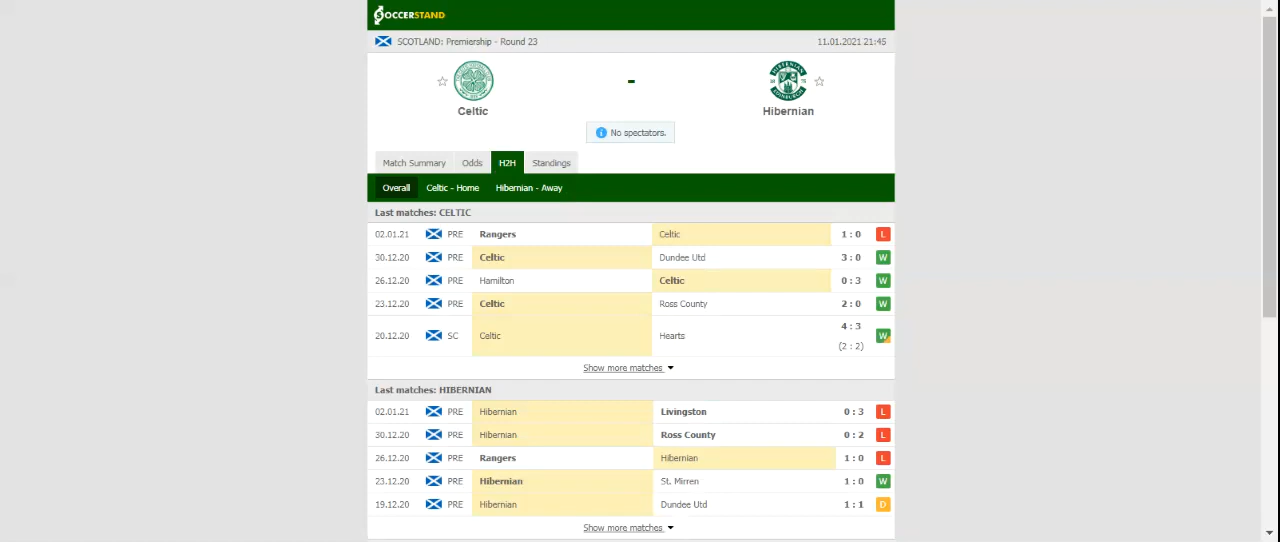 SOCCERSTAND
SCOTLAND: Premiership - Round 23 11.01.2021 21:45
-
Celtic Hibernian
No spectators.
Match Summary Odds H2H Standings
Overall Celtic - Home Hibernian - Away
Last matches: CELTIC
02.01.21 PRE Rangers Celtic 1 : 0 L
30.12.20 PRE Celtic Dundee Utd 3 : 0 W
26.12.20 PRE Hamilton Celtic 0 : 3 W
23.12.20 PRE Celtic Ross County 2 : 0 W
20.12.20 SC Celtic Hearts 4 : 3 W
(2 : 2)
Show more matches
Last matches: HIBERNIAN
02.01.21 PRE Hibernian Livingston 0 : 3 L
30.12.20 PRE Hibernian Ross County 0 : 2 L
26.12.20 PRE Rangers Hibernian 1 : 0 L
23.12.20 PRE Hibernian St. Mirren 1 : 0 W
19.12.20 PRE Hibernian Dundee Utd 1 : 1 D
Show more matches